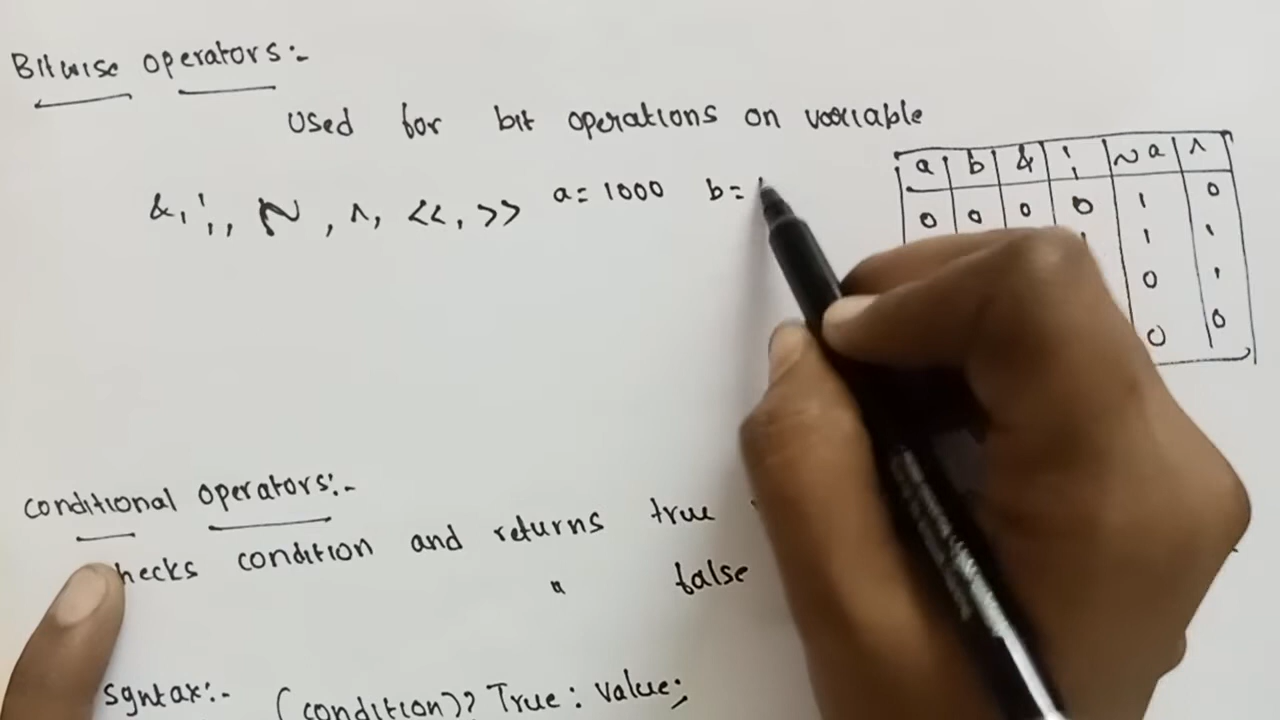 Bitwise operators:-
Used for bit operations on variable
&, ¦, ~, ^, <<, >> a= 1000 b=
a b & ¦ ~a ^
0 0 0 0 1 0
1 1
0 1
0 0
conditional operators:-
hecks condition and returns true
" false
syntax:- (condition)? True : value;